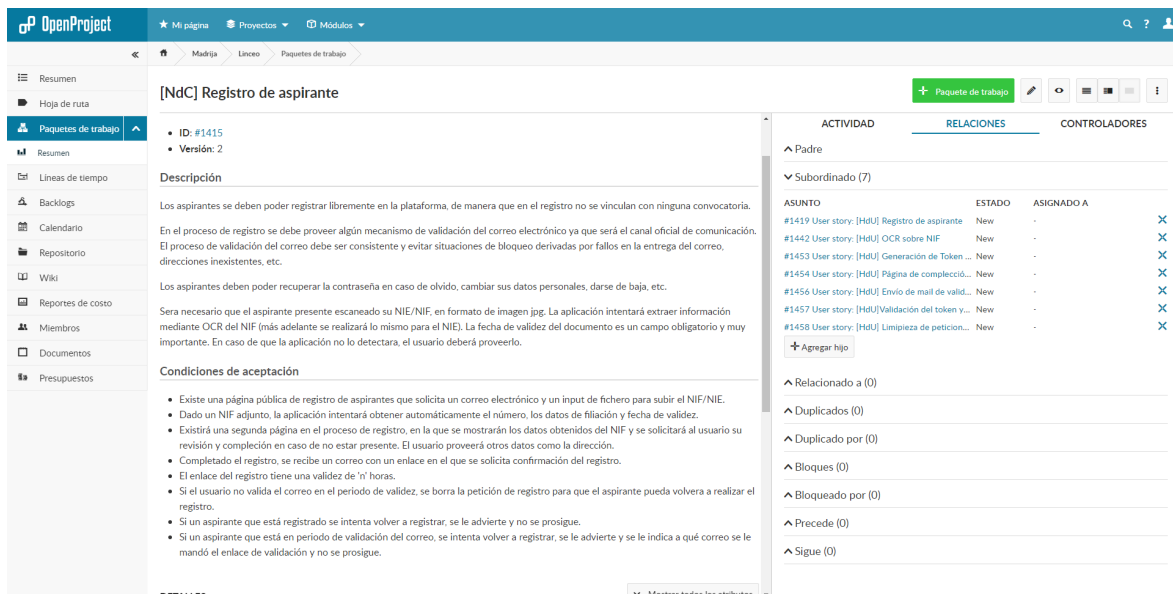 OpenProject
Mi página Proyectos Módulos ?
«
Madrija Linceo Paquetes de trabajo
Resumen
Hoja de ruta
Paquetes de trabajo
Resumen
Líneas de tiempo
Backlogs
Calendario
Repositorio
Wiki
Reportes de costo
Miembros
Documentos
Presupuestos
[NdC] Registro de aspirante
+ Paquete de trabajo
ID: #1415
Versión: 2
Descripción
Los aspirantes se deben poder registrar libremente en la plataforma, de manera que en el registro no se vinculan con ninguna convocatoria.
En el proceso de registro se debe proveer algún mecanismo de validación del correo electrónico ya que será el canal oficial de comunicación.
El proceso de validación del correo debe ser consistente y evitar situaciones de bloqueo derivadas por fallos en la entrega del correo,
direcciones inexistentes, etc.
Los aspirantes deben poder recuperar la contraseña en caso de olvido, cambiar sus datos personales, darse de baja, etc.
Sera necesario que el aspirante presente escaneado su NIE/NIF, en formato de imagen jpg. La aplicación intentará extraer información
mediante OCR del NIF (más adelante se realizará lo mismo para el NIE). La fecha de validez del documento es un campo obligatorio y muy
importante. En caso de que la aplicación no lo detectara, el usuario deberá proveerlo.
Condiciones de aceptación
Existe una página pública de registro de aspirantes que solicita un correo electrónico y un input de fichero para subir el NIF/NIE.
Dado un NIF adjunto, la aplicación intentará obtener automáticamente el número, los datos de filiación y fecha de validez.
Existirá una segunda página en el proceso de registro, en la que se mostrarán los datos obtenidos del NIF y se solicitará al usuario su
revisión y compleción en caso de no estar presente. El usuario proveerá otros datos como la dirección.
Completado el registro, se recibe un correo con un enlace en el que se solicita confirmación del registro.
El enlace del registro tiene una validez de 'n' horas.
Si el usuario no valida el correo en el periodo de validez, se borra la petición de registro para que el aspirante pueda volvera a realizar el
registro.
Si un aspirante que está registrado se intenta volver a registrar, se le advierte y no se prosigue.
Si un aspirante que está en periodo de validación del correo, se intenta volver a registrar, se le advierte y se le indica a qué correo se le
mandó el enlace de validación y no se prosigue.
DETALLES
Mostrar todos los atributos
ACTIVIDAD RELACIONES CONTROLADORES
Padre
Subordinado (7)
ASUNTO ESTADO ASIGNADO A
#1419 User story: [HdU] Registro de aspirante New -
#1442 User story: [HdU] OCR sobre NIF New -
#1453 User story: [HdU] Generación de Token ... New -
#1454 User story: [HdU] Página de complecció... New -
#1456 User story: [HdU] Envío de mail de valid... New -
#1457 User story: [HdU]Validación del token y... New -
#1458 User story: [HdU] Limipieza de peticion... New -
+ Agregar hijo
Relacionado a (0)
Duplicados (0)
Duplicado por (0)
Bloques (0)
Bloqueado por (0)
Precede (0)
Sigue (0)